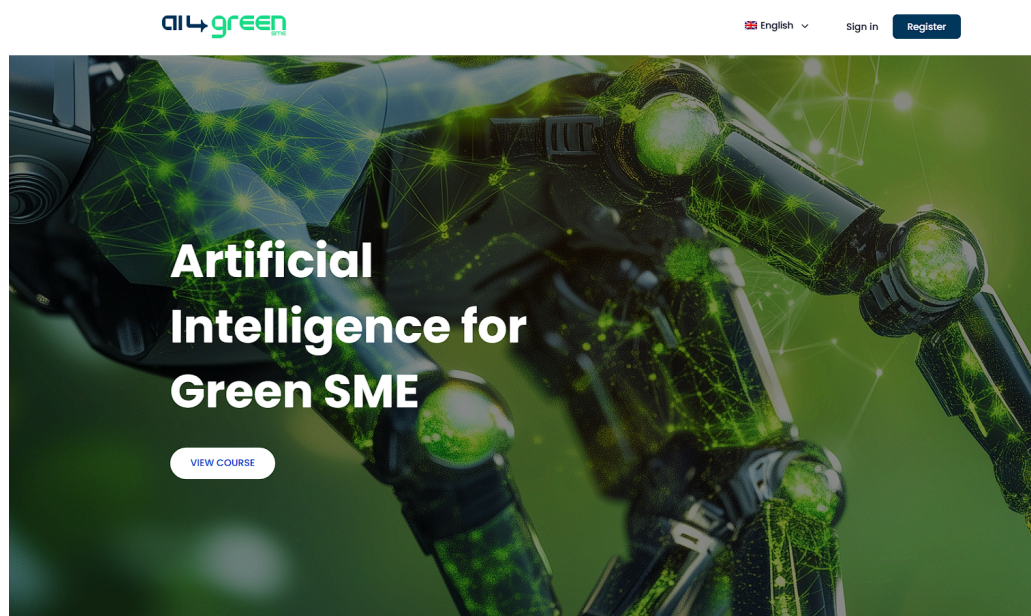 ai4green
SME
English
Sign in
Register
Artificial
Intelligence for
Green SME
VIEW COURSE